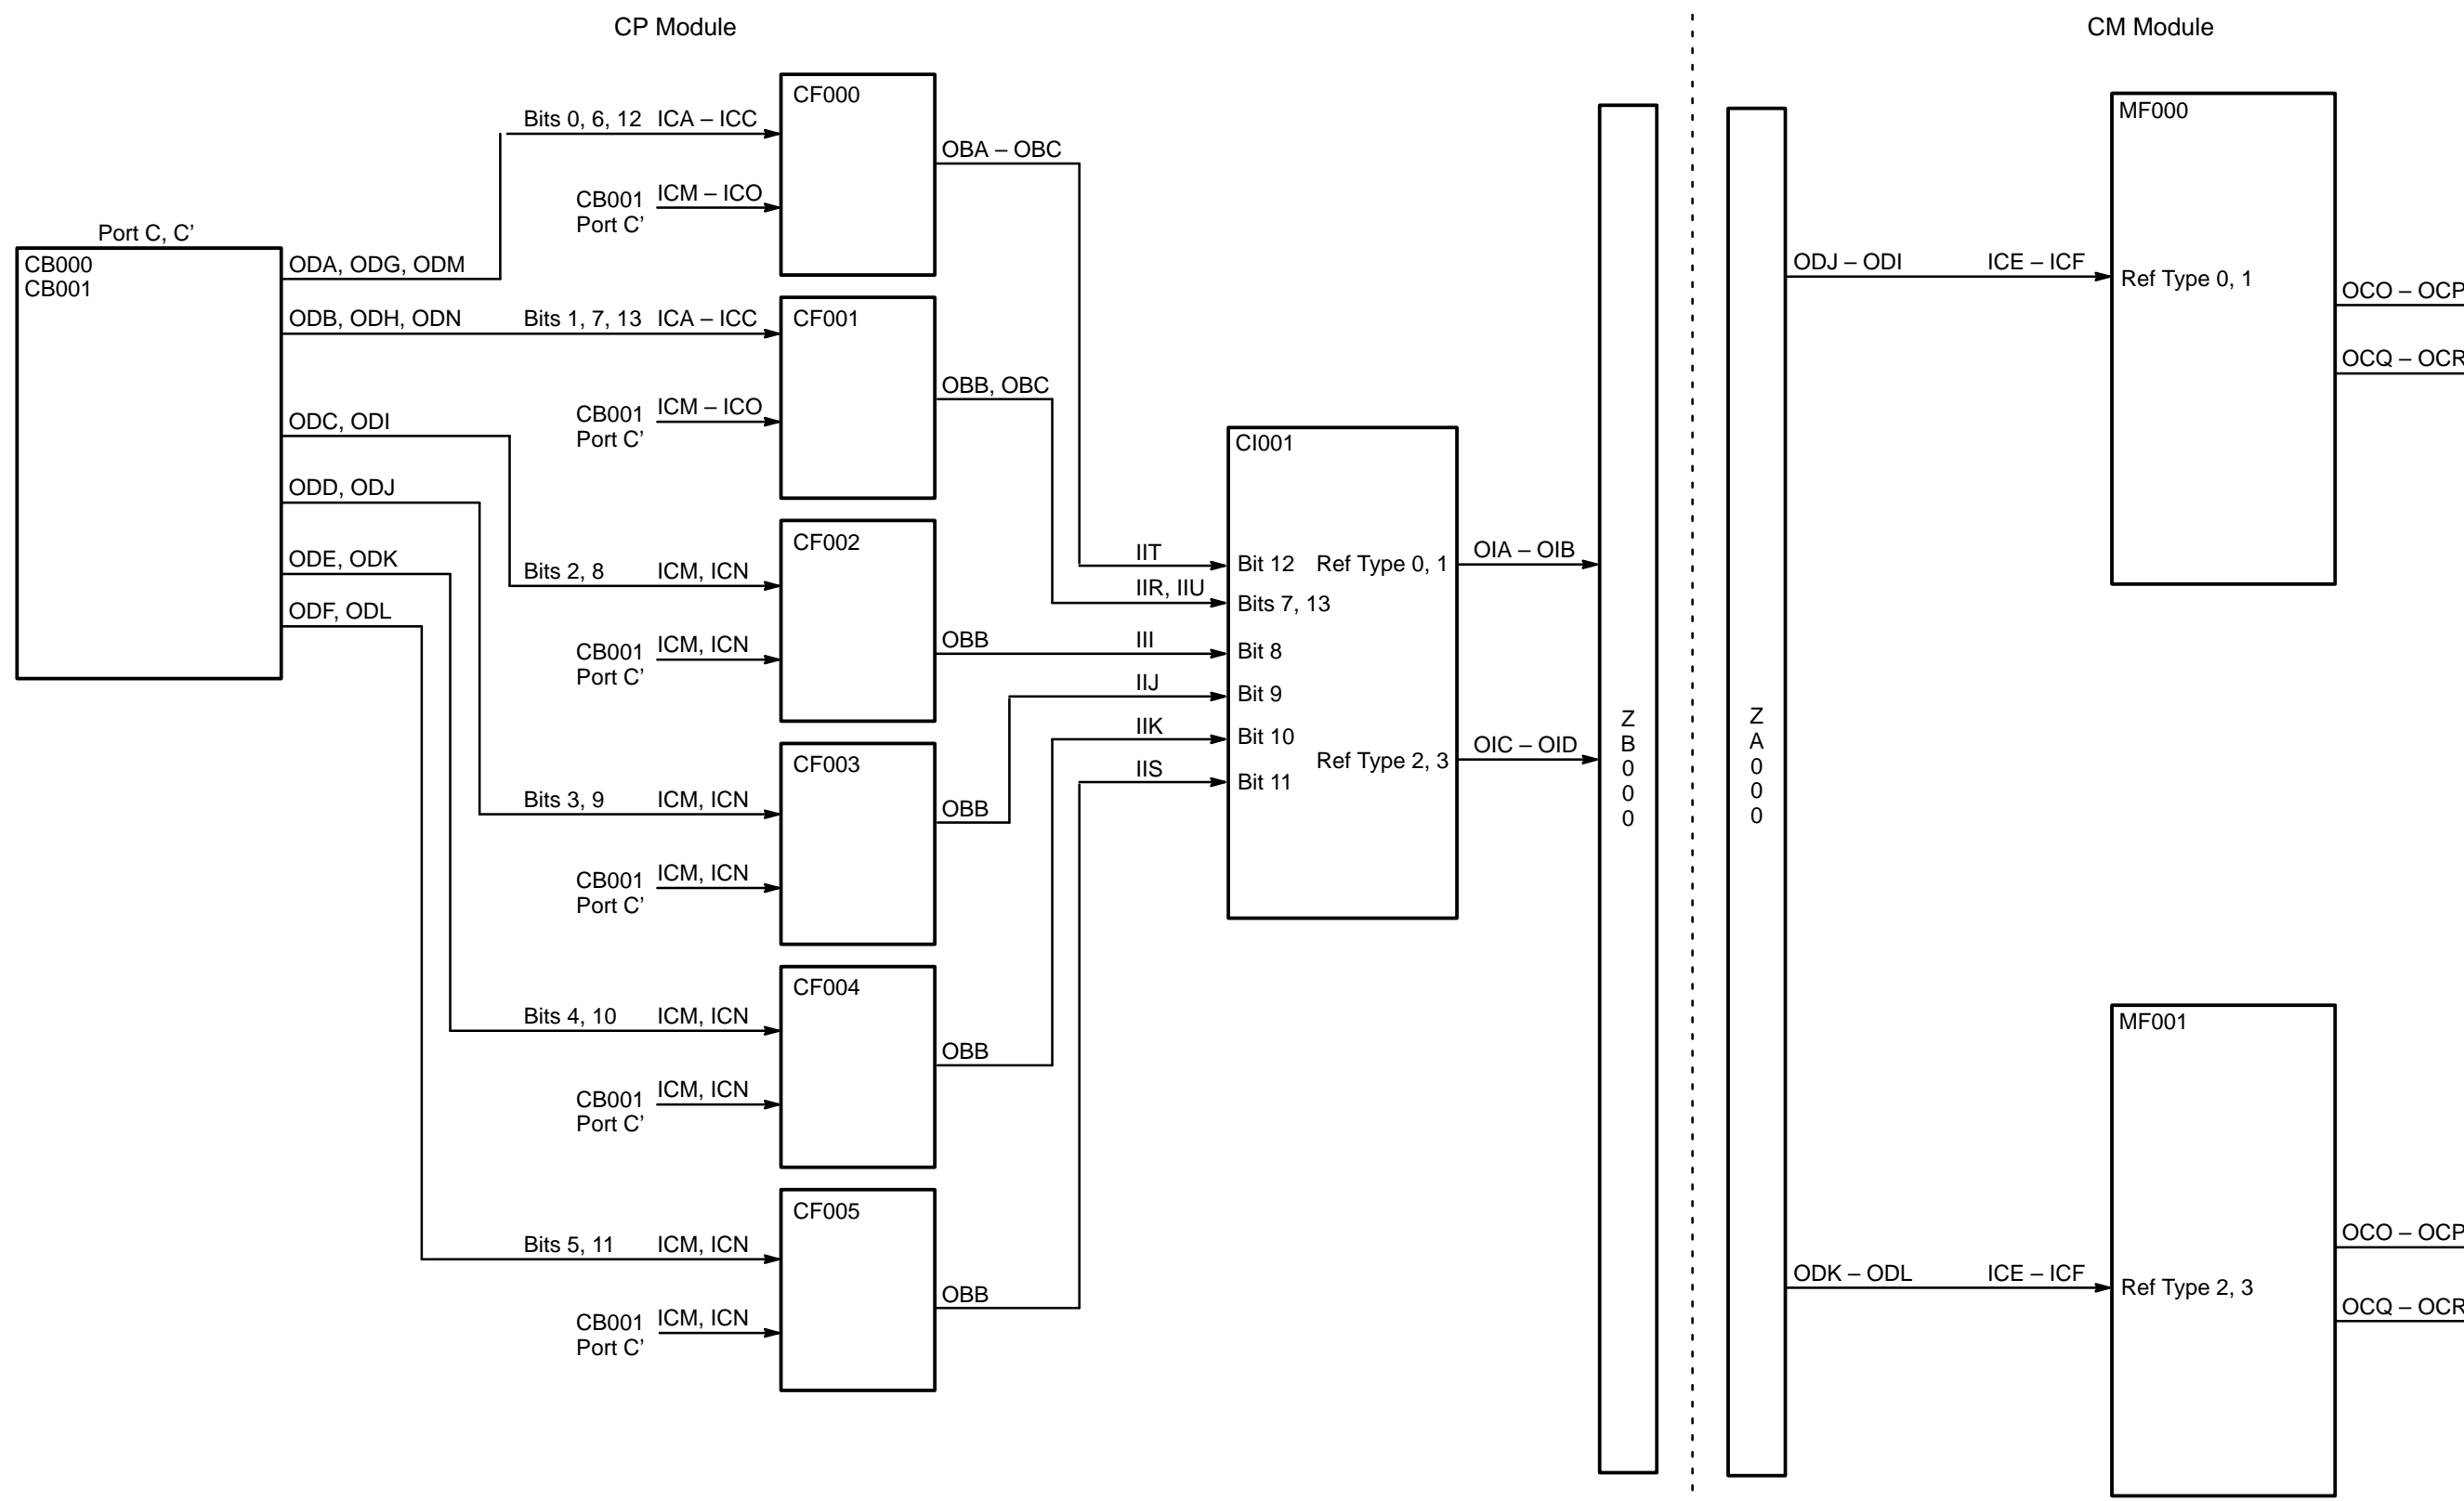 CP Module
CM Module
Port C, C’
CB000
CB001
ODA, ODG, ODM
ODB, ODH, ODN
ODC, ODI
ODD, ODJ
ODE, ODK
ODF, ODL
Bits 0, 6, 12 ICA – ICC
CB001 ICM – ICO
Port C’
CF000
OBA – OBC
Bits 1, 7, 13 ICA – ICC
CB001 ICM – ICO
Port C’
CF001
OBB, OBC
Bits 2, 8 ICM, ICN
CB001 ICM, ICN
Port C’
CF002
OBB
Bits 3, 9 ICM, ICN
CB001 ICM, ICN
Port C’
CF003
OBB
Bits 4, 10 ICM, ICN
CB001 ICM, ICN
Port C’
CF004
OBB
Bits 5, 11 ICM, ICN
CB001 ICM, ICN
Port C’
CF005
OBB
CI001
IIT Bit 12 Ref Type 0, 1 OIA – OIB
IIR, IIU Bits 7, 13
III Bit 8
IIJ Bit 9
IIK Bit 10 Ref Type 2, 3 OIC – OID
IIS Bit 11
ZB000
ZA000
ODJ – ODI ICE – ICF
MF000
Ref Type 0, 1
OCO – OCP
OCQ – OCR
ODK – ODL ICE – ICF
MF001
Ref Type 2, 3
OCO – OCP
OCQ – OCR